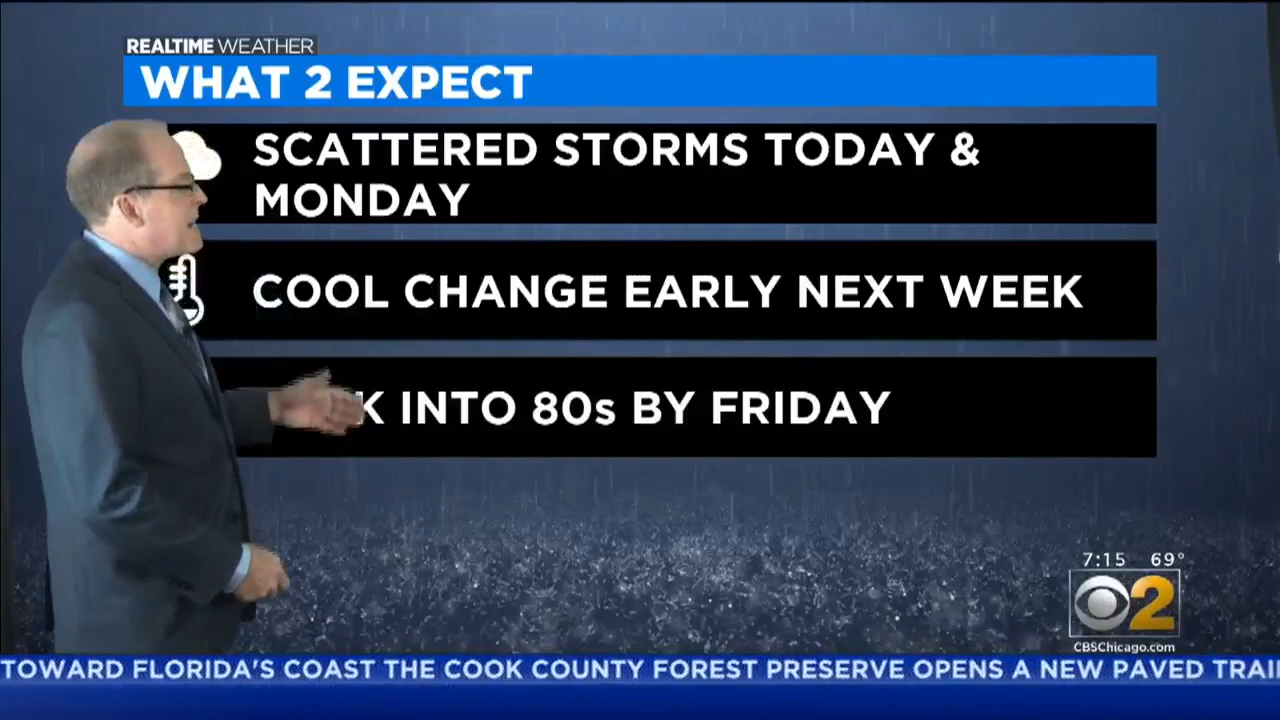 REALTIME WEATHER
WHAT 2 EXPECT
SCATTERED STORMS TODAY &
MONDAY
COOL CHANGE EARLY NEXT WEEK
INTO 80s BY FRIDAY
7:15 69°
2
CBSChicago.com
TOWARD FLORIDA'S COAST THE COOK COUNTY FOREST PRESERVE OPENS A NEW PAVED